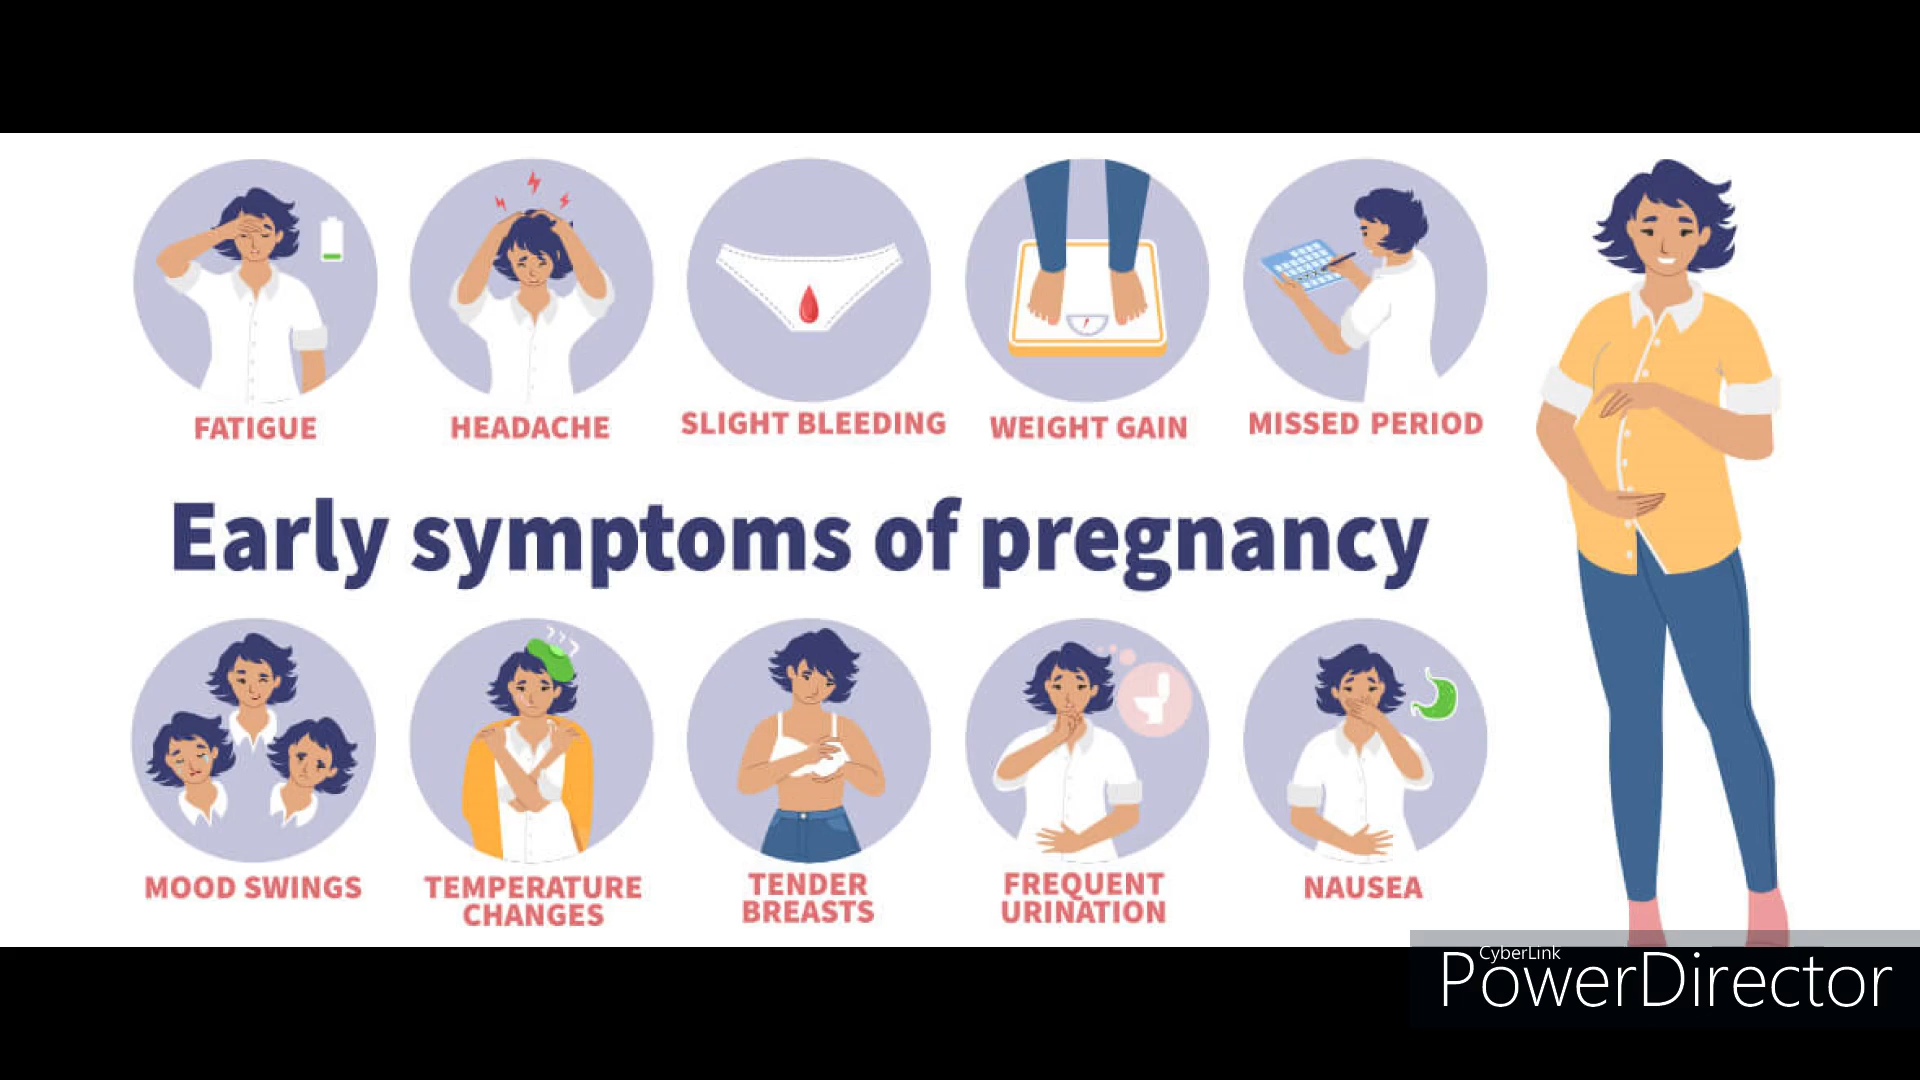 FATIGUE
HEADACHE
SLIGHT BLEEDING
WEIGHT GAIN
MISSED PERIOD
Early symptoms of pregnancy
MOOD SWINGS
TEMPERATURE
CHANGES
TENDER
BREASTS
FREQUENT
URINATION
NAUSEA
CyberLink
PowerDirector